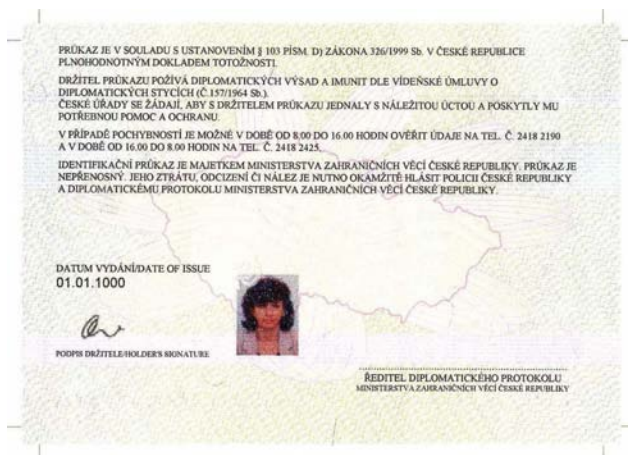 PRŮKAZ JE V SOULADU S USTANOVENÍM § 103 PÍSM. D) ZÁKONA 326/1999 Sb. V ČESKÉ REPUBLICE
PLNOHODNOTNÝM DOKLADEM TOTOŽNOSTI.
DRŽITEL PRŮKAZU POŽÍVÁ DIPLOMATICKÝCH VÝSAD A IMUNIT DLE VÍDEŇSKÉ ÚMLUVY O
DIPLOMATICKÝCH STYCÍCH (Č.157/1964 Sb.).
ČESKÉ ÚŘADY SE ŽÁDAJÍ, ABY S DRŽITELEM PRŮKAZU JEDNALY S NÁLEŽITOU ÚCTOU A POSKYTLY MU
POTŘEBNOU POMOC A OCHRANU.
V PŘÍPADĚ POCHYBNOSTÍ JE MOŽNÉ V DOBĚ OD 8.00 DO 16.00 HODIN OVĚŘIT ÚDAJE NA TEL. Č. 2418 2190
A V DOBĚ OD 16.00 DO 8.00 HODIN NA TEL. Č. 2418 2425.
IDENTIFIKAČNÍ PRŮKAZ JE MAJETKEM MINISTERSTVA ZAHRANIČNÍCH VĚCÍ ČESKÉ REPUBLIKY. PRŮKAZ JE
NEPŘENOSNÝ. JEHO ZTRÁTU, ODCIZENÍ ČI NÁLEZ JE NUTNO OKAMŽITĚ HLÁSIT POLICII ČESKÉ REPUBLIKY
A DIPLOMATICKÉMU PROTOKOLU MINISTERSTVA ZAHRANIČNÍCH VĚCÍ ČESKÉ REPUBLIKY.
DATUM VYDÁNÍ/DATE OF ISSUE
01.01.1000
PODPIS DRŽITELE/HOLDER'S SIGNATURE
ŘEDITEL DIPLOMATICKÉHO PROTOKOLU
MINISTERSTVA ZAHRANIČNÍCH VĚCÍ ČESKÉ REPUBLIKY